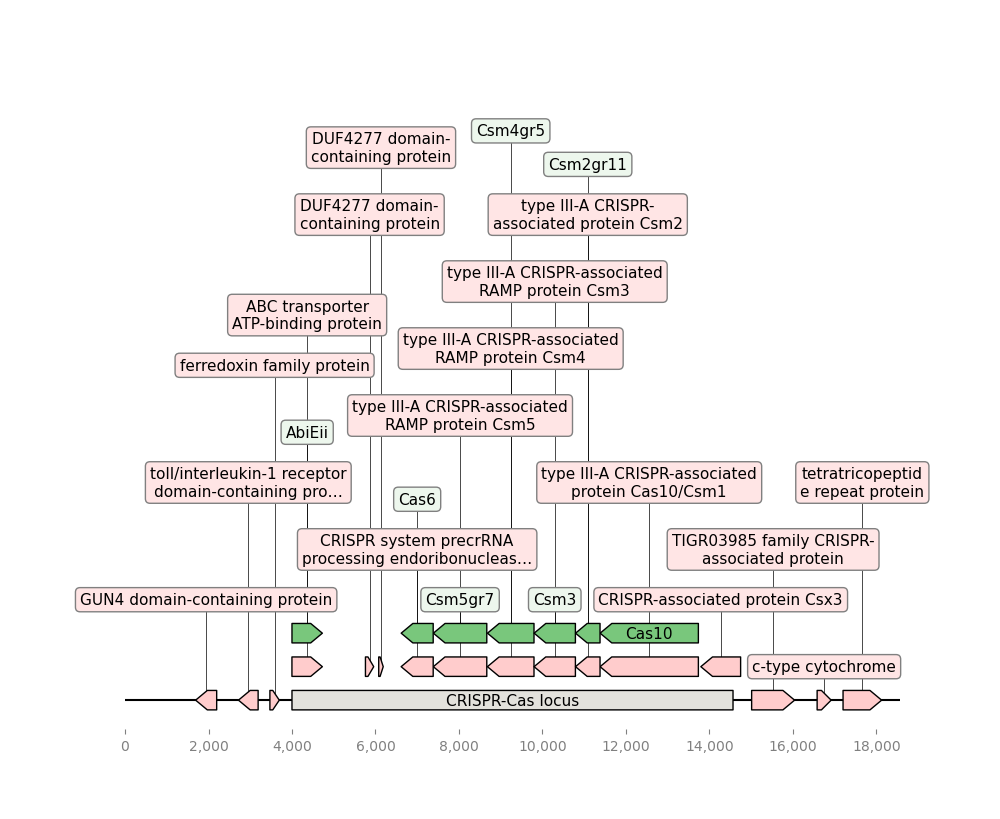 Csm4gr5
DUF4277 domain-
containing protein
Csm2gr11
DUF4277 domain-
containing protein
type III-A CRISPR-
associated protein Csm2
type III-A CRISPR-associated
RAMP protein Csm3
ABC transporter
ATP-binding protein
type III-A CRISPR-associated
RAMP protein Csm4
ferredoxin family protein
type III-A CRISPR-associated
RAMP protein Csm5
AbiEii
toll/interleukin-1 receptor
domain-containing pro…
type III-A CRISPR-associated
protein Cas10/Csm1
tetratricopeptid
e repeat protein
Cas6
CRISPR system precrRNA
processing endoribonucleas…
TIGR03985 family CRISPR-
associated protein
GUN4 domain-containing protein
Csm5gr7
Csm3
CRISPR-associated protein Csx3
Cas10
c-type cytochrome
CRISPR-Cas locus
0 2,000 4,000 6,000 8,000 10,000 12,000 14,000 16,000 18,000